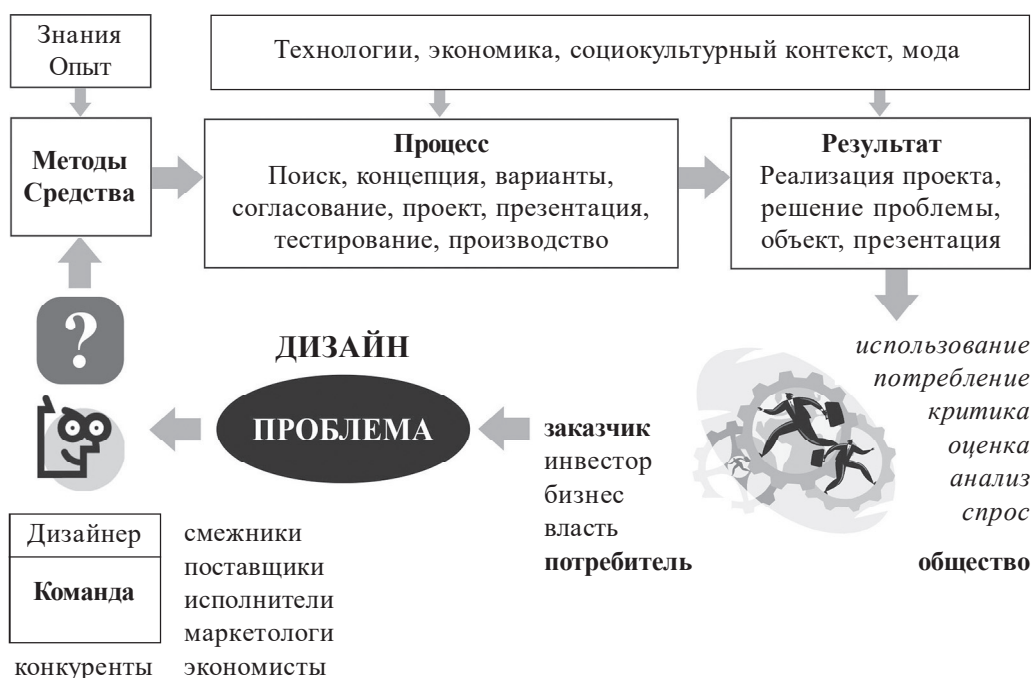 Знания
Опыт
Технологии, экономика, социокультурный контекст, мода
Методы
Средства
Процесс
Поиск, концепция, варианты,
согласование, проект, презентация,
тестирование, производство
Результат
Реализация проекта,
решение проблемы,
объект, презентация
?
ДИЗАЙН
ПРОБЛЕМА
заказчик
инвестор
бизнес
власть
потребитель
использование
потребление
критика
оценка
анализ
спрос
общество
Дизайнер
Команда
конкуренты
смежники
поставщики
исполнители
маркетологи
экономисты